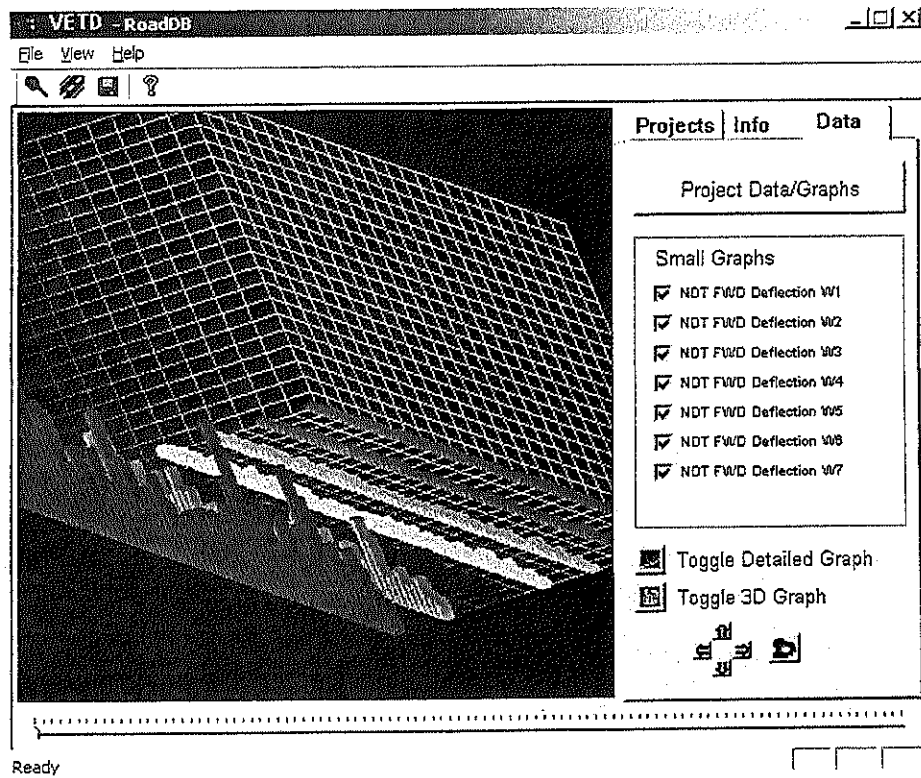 : VETD - RoadDB
File View Help
Projects Info Data
Project Data/Graphs
Small Graphs
NDT FWD Deflection W1
NDT FWD Deflection W2
NDT FWD Deflection W3
NDT FWD Deflection W4
NDT FWD Deflection W5
NDT FWD Deflection W6
NDT FWD Deflection W7
Toggle Detailed Graph
Toggle 3D Graph
Ready